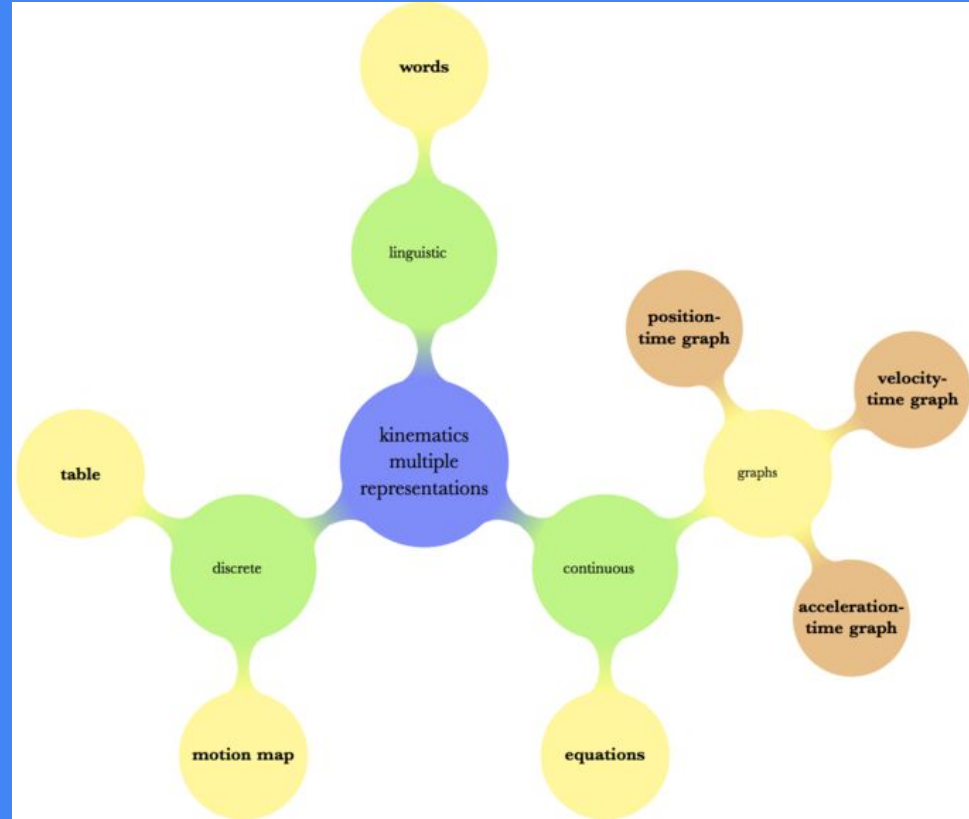 words
linguistic
position-
time graph
velocity-
time graph
kinematics
multiple
representations
table
graphs
discrete
continuous
acceleration-
time graph
motion map
equations